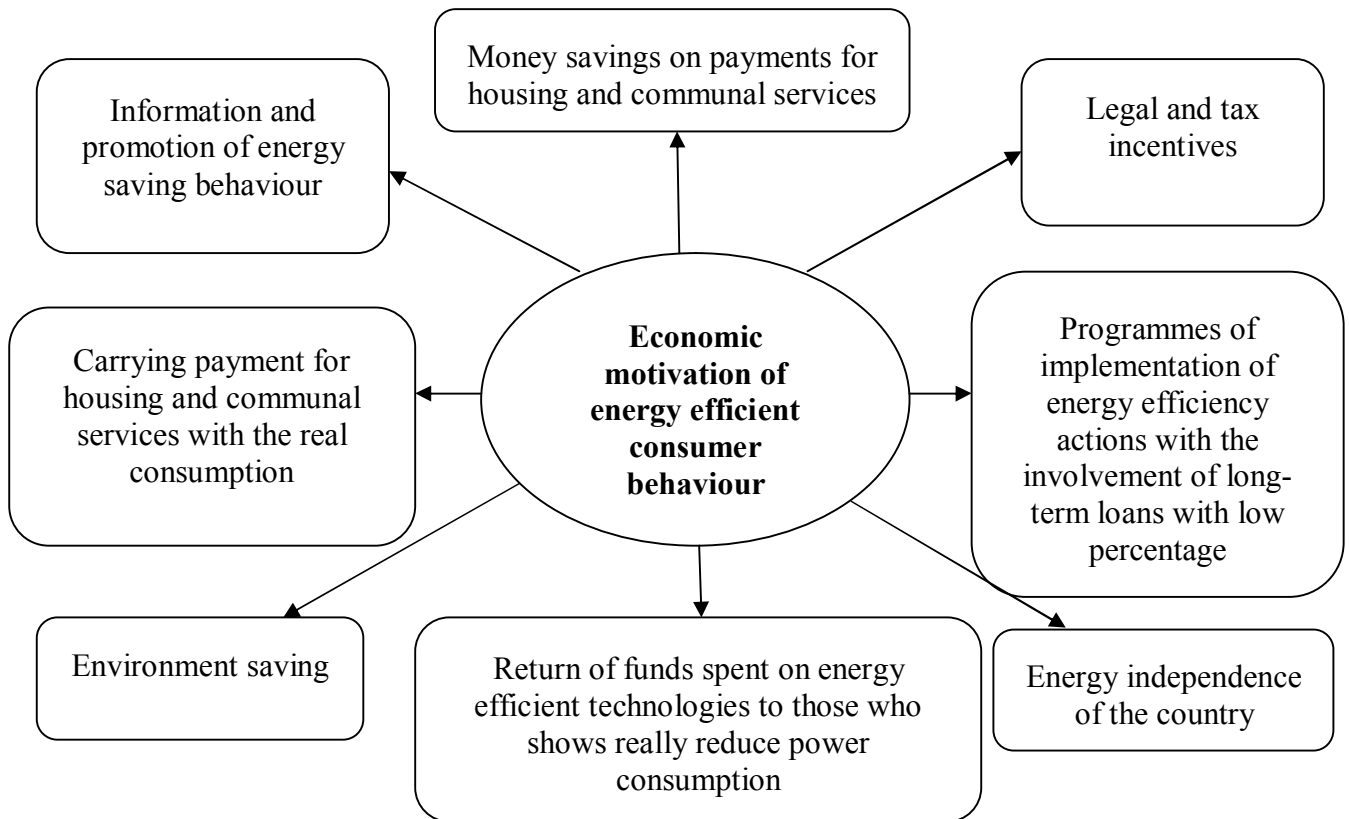 Money savings on payments for
housing and communal services
Information and
promotion of energy
saving behaviour
Legal and tax
incentives
Carrying payment for
housing and communal
services with the real
consumption
Economic
motivation of
energy efficient
consumer
behaviour
Programmes of
implementation of
energy efficiency
actions with the
involvement of long-
term loans with low
percentage
Environment saving
Return of funds spent on energy
efficient technologies to those who
shows really reduce power
consumption
Energy independence
of the country